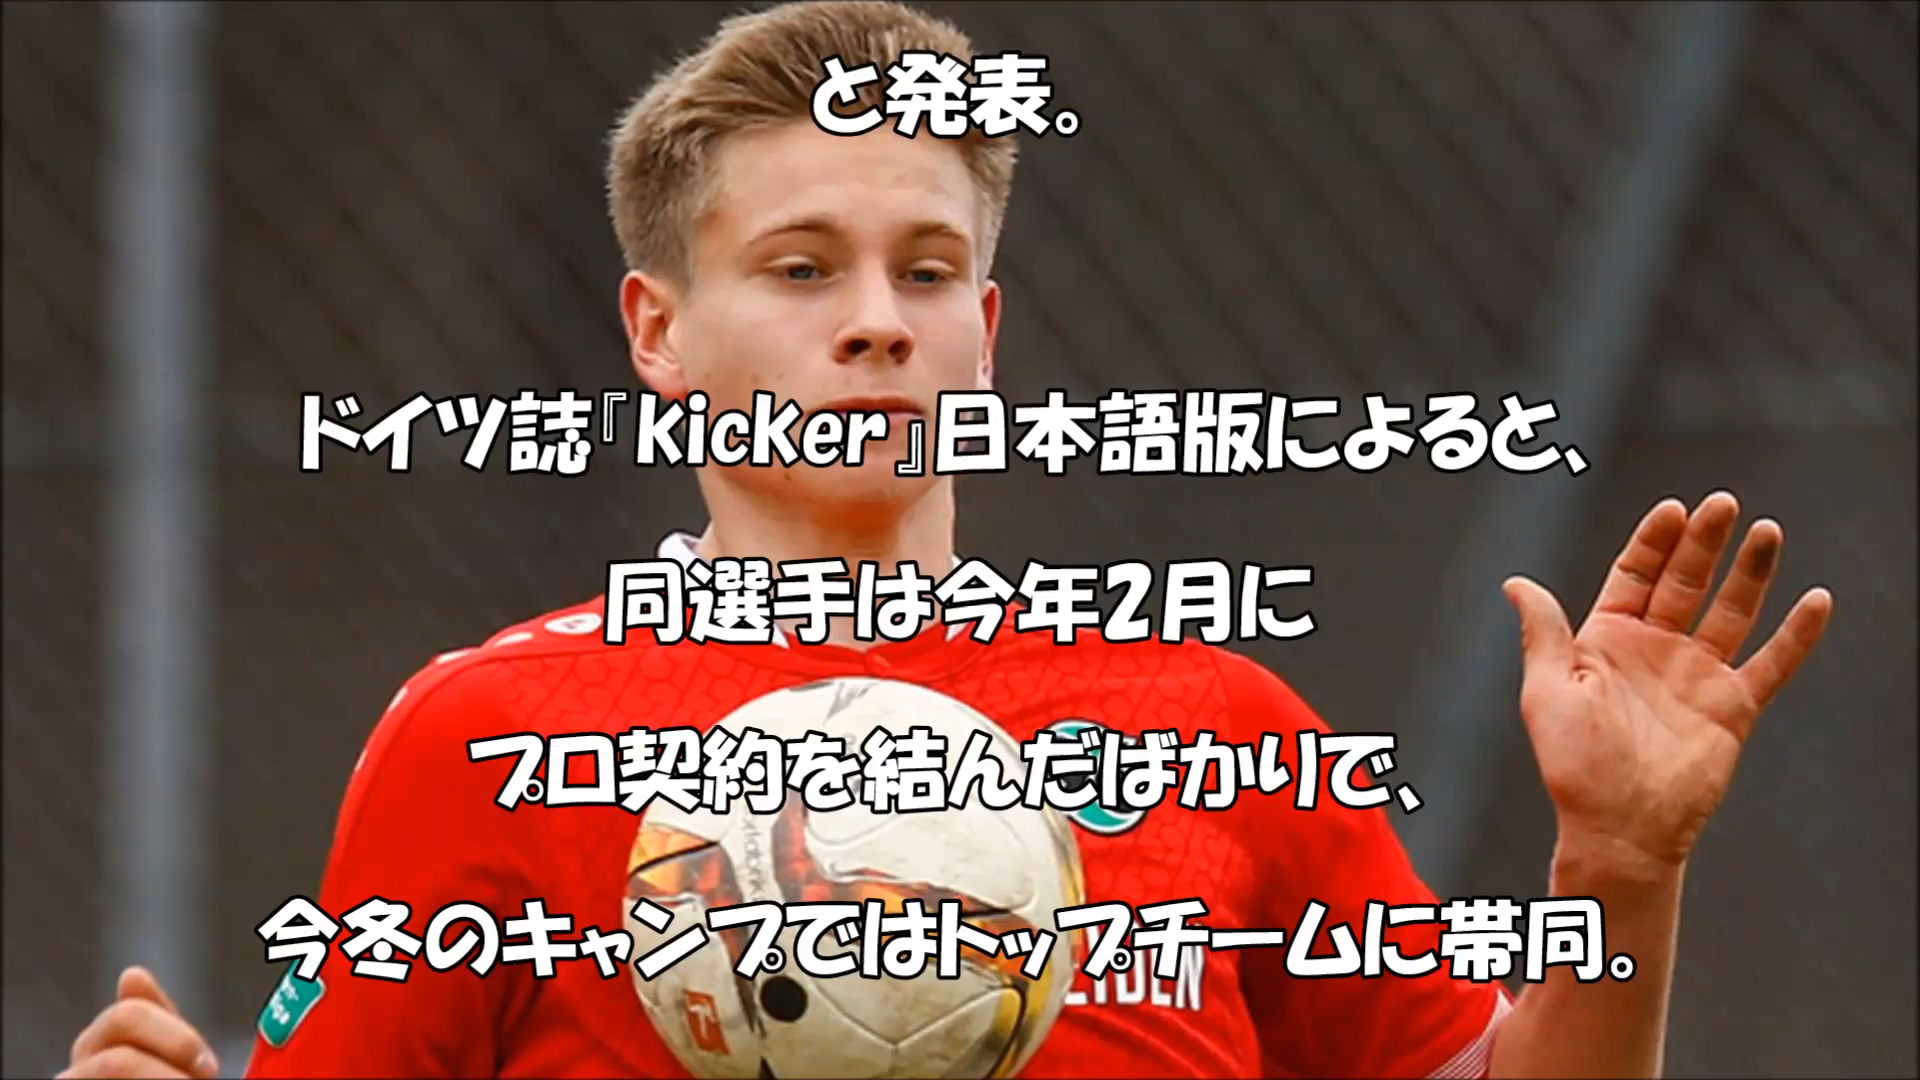 と発表。
ドイツ誌『kicker』日本語版によると、
同選手は今年2月に
プロ契約を結んだばかりで、
今冬のキャンプではトップチームに帯同。